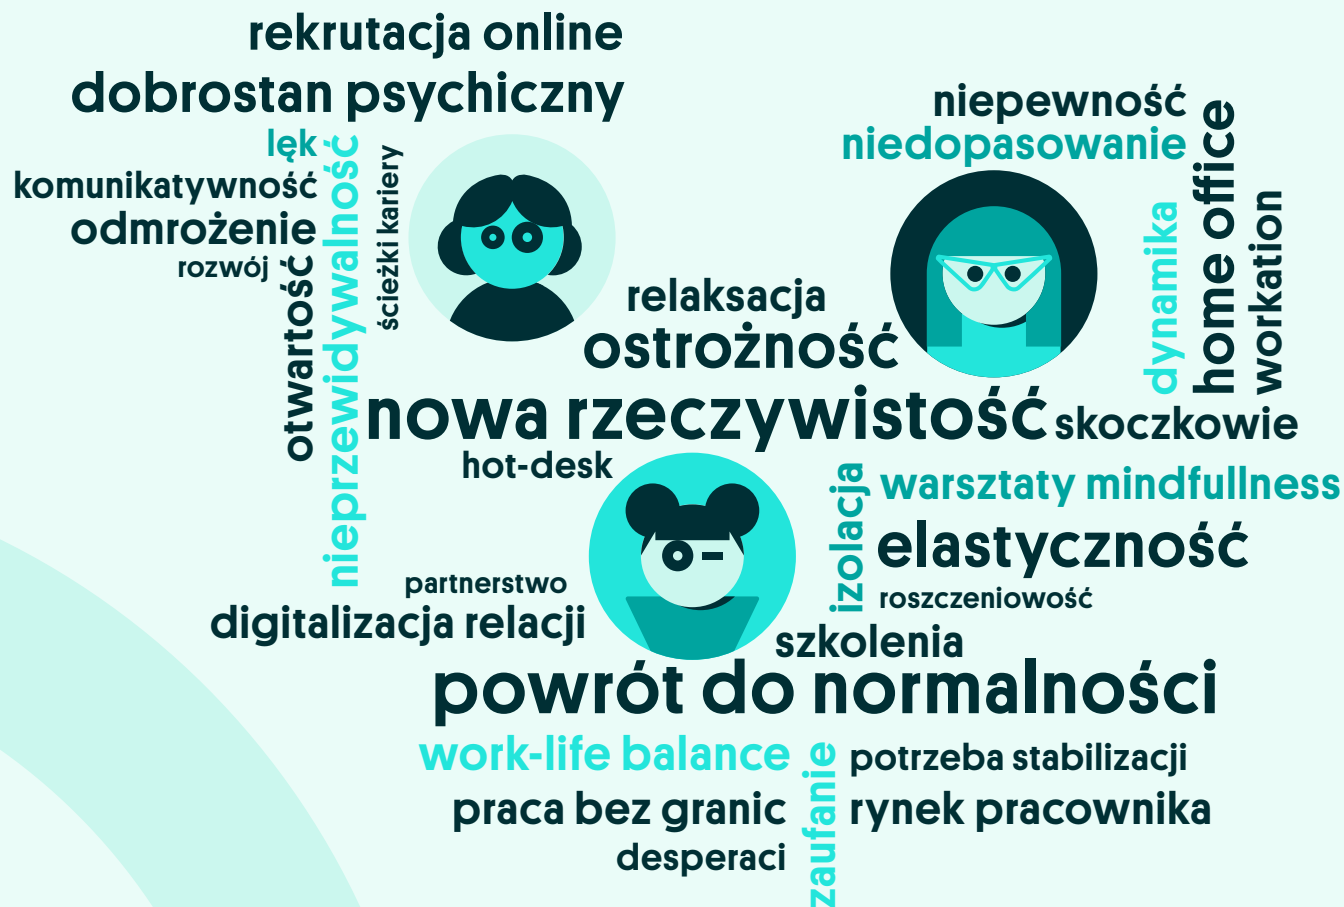 rekrutacja online
dobrostan psychiczny
lęk
komunikatywność
odmrożenie
rozwój
otwartość
nieprzewidywalność
ścieżki kariery
niepewność
niedopasowanie
dynamika
home office
workation
relaksacja
ostrożność
nowa rzeczywistość
skoczkowie
hot-desk
izolacja
warsztaty mindfullness
elastyczność
roszczeniowość
partnerstwo
digitalizacja relacji
szkolenia
powrót do normalności
work-life balance
zaufanie
potrzeba stabilizacji
praca bez granic
rynek pracownika
desperaci